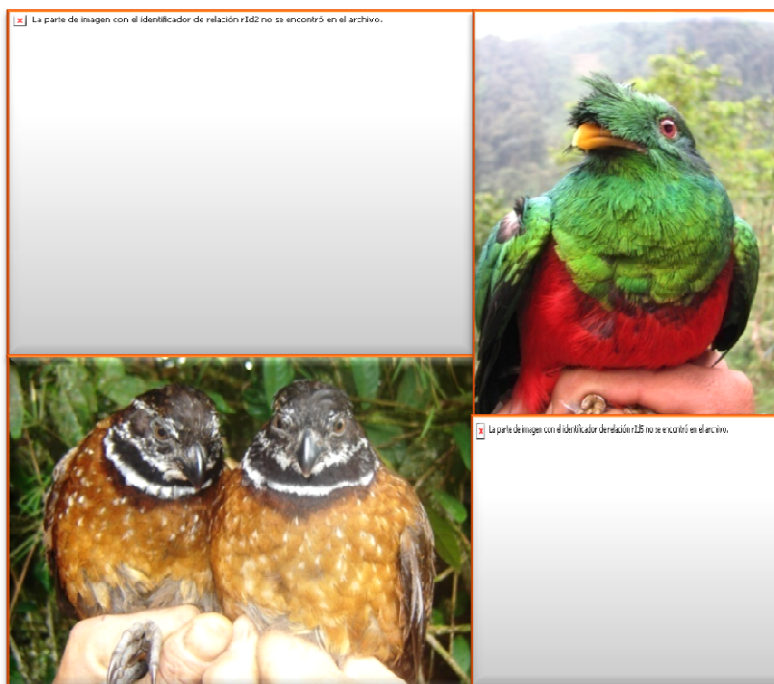 La parte de imagen con el identificador de relación rId2 no se encontró en el archivo.
La parte de imagen con el identificador de relación rId5 no se encontró en el archivo.